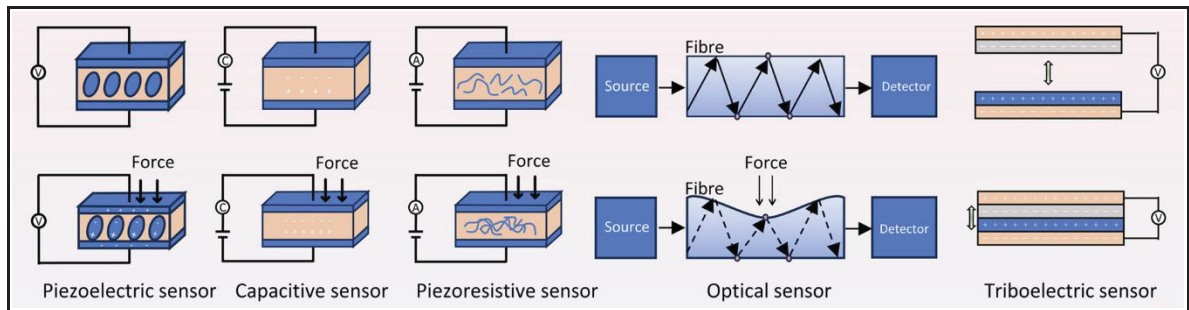 V
C
A
Fibre
Source
Detector
V
Force
Force
Force
Force
V
C
A
Fibre
Source
Detector
V
Piezoelectric sensor
Capacitive sensor
Piezoresistive sensor
Optical sensor
Triboelectric sensor